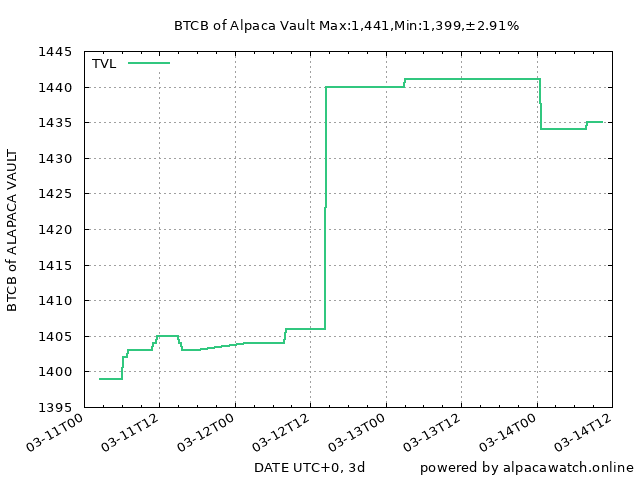 BTCB of Alpaca Vault Max:1,441,Min:1,399,±2.91%
TVL
1445
1440
1435
1430
1425
1420
1415
1410
1405
1400
1395
BTCB of ALAPACA VAULT
03-11T00
03-11T12
03-12T00
03-12T12
03-13T00
03-13T12
03-14T00
03-14T12
DATE UTC+0, 3d
powered by alpacawatch.online